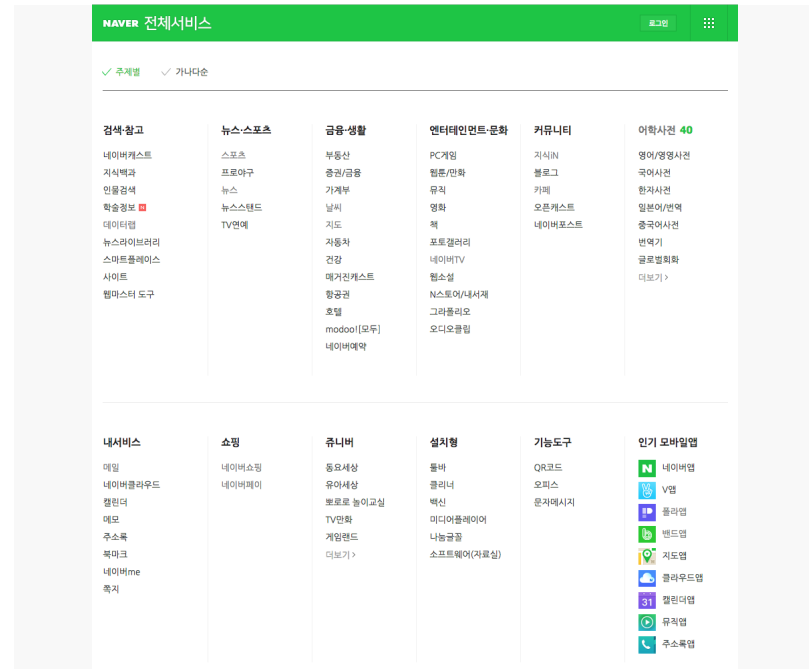 NAVER 전체서비스
로그인
주제별 가나다순
검색·참고
네이버캐스트
지식백과
인물검색
학술정보
데이터랩
뉴스라이브러리
스마트플레이스
사이트
웹마스터 도구
뉴스·스포츠
스포츠
프로야구
뉴스
뉴스스탠드
TV연예
금융·생활
부동산
증권/금융
가계부
날씨
지도
자동차
건강
매거진캐스트
항공권
호텔
modoo![모두]
네이버예약
엔터테인먼트·문화
PC게임
웹툰/만화
뮤직
영화
책
포토갤러리
네이버TV
웹소설
N스토어/내서재
그라폴리오
오디오클립
커뮤니티
지식iN
블로그
카페
오픈캐스트
네이버포스트
어학사전 40
영어/영영사전
국어사전
한자사전
일본어/번역
중국어사전
번역기
글로벌회화
더보기 >
내서비스
메일
네이버클라우드
캘린더
메모
주소록
북마크
네이버me
쪽지
쇼핑
네이버쇼핑
네이버페이
쥬니버
동요세상
유아세상
뽀로로 놀이교실
TV만화
게임랜드
더보기 >
설치형
툴바
클리너
백신
미디어플레이어
나눔글꼴
소프트웨어(자료실)
기능도구
QR코드
오피스
문자메시지
인기 모바일앱
N 네이버앱
V앱
폴라앱
밴드앱
지도앱
클라우드앱
31 캘린더앱
뮤직앱
주소록앱